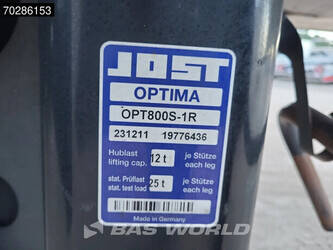 70286153
JOST
OPTIMA
OPT800S-1R
231211 19776436
Hublast 12 t je Stütze
lifting cap. each leg
stat. Prüflast 25 t je Stütze
stat. test load each leg
Made in Germany
BAS World